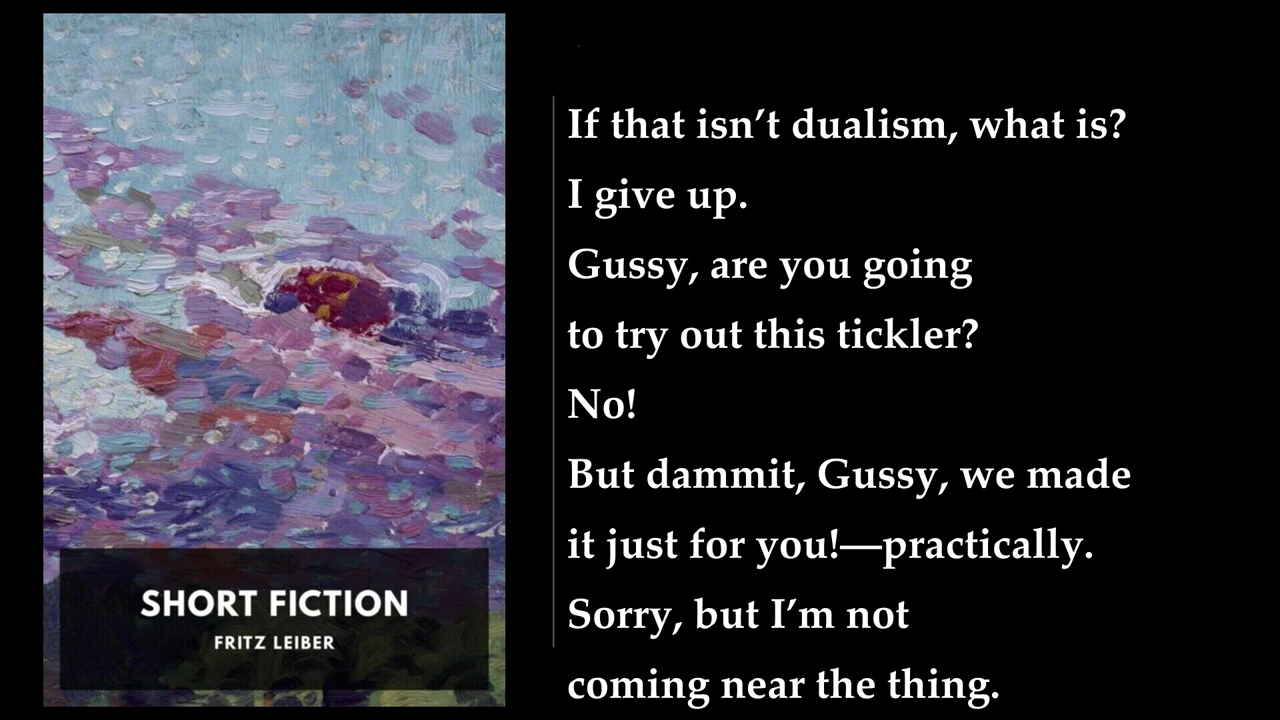 SHORT FICTION
FRITZ LEIBER
If that isn’t dualism, what is?
I give up.
Gussy, are you going
to try out this tickler?
No!
But dammit, Gussy, we made
it just for you!—practically.
Sorry, but I’m not
coming near the thing.